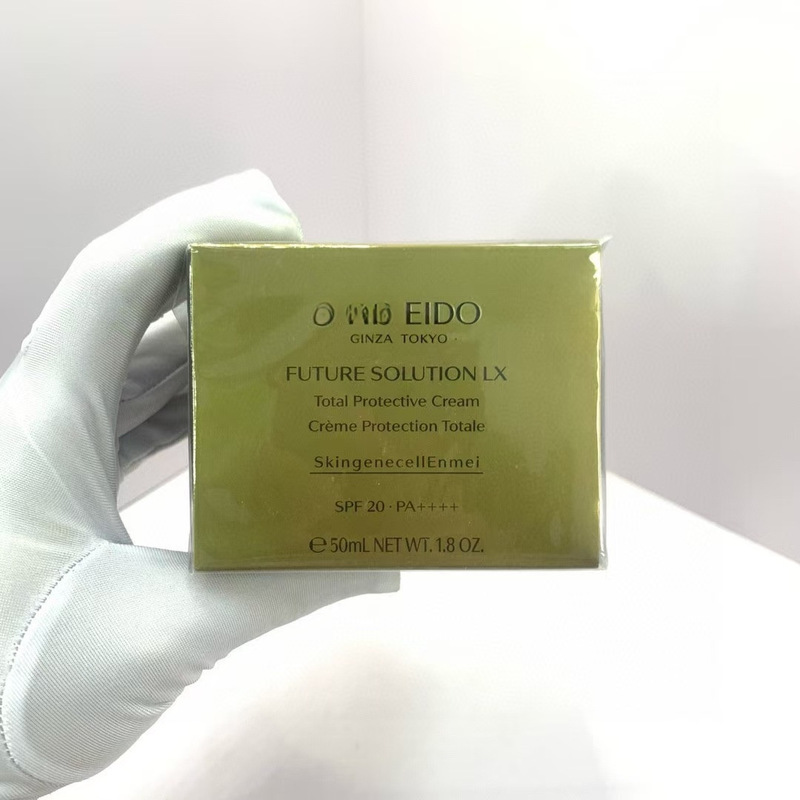 EIDO
GINZA TOKYO
FUTURE SOLUTION LX
Total Protective Cream
Crème Protection Totale
SkingenecellEnmei
SPF 20 · PA++++
℮ 50mL NET WT. 1.8 OZ.